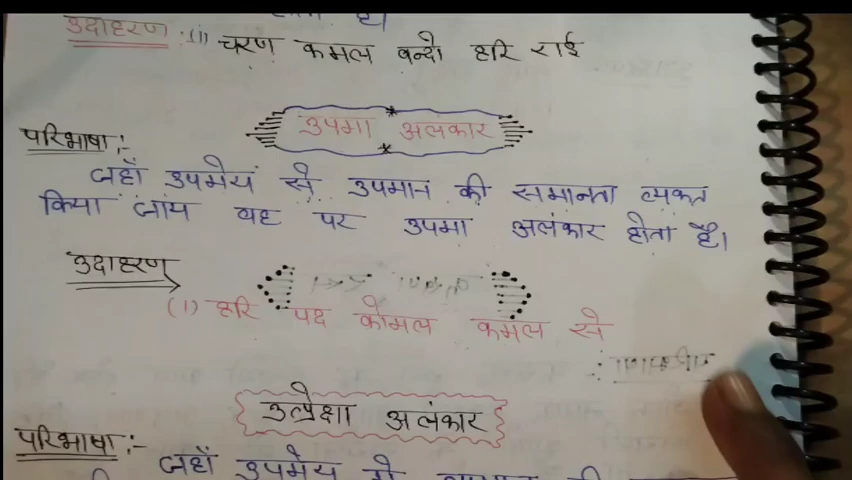 होता है।
उदाहरण :(1) चरण कमल बन्दो हरि राई
उपमा अलंकार
परिभाषा :-
जहाँ उपमेय से उपमान की समानता व्यक्त
किया जाय यह पर उपमा अलंकार होता है।
उदाहरण
(1) हरि पद कोमल कमल से
उत्प्रेक्षा अलंकार
परिभाषा :-
जहाँ उपमेय